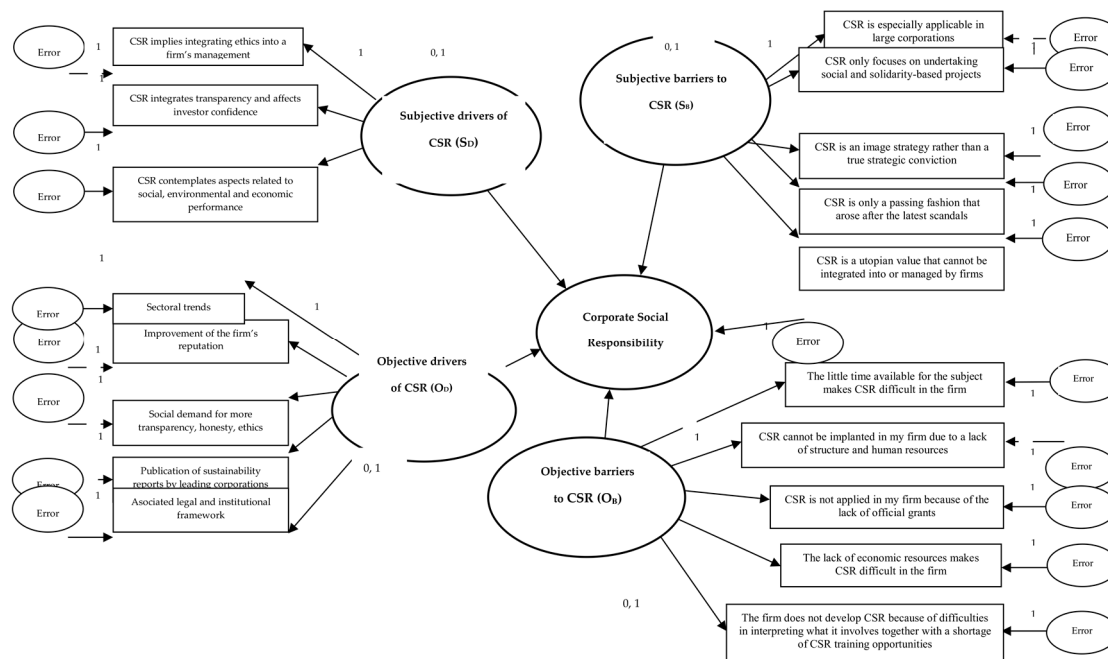 Error
1
CSR implies integrating ethics into a
firm's management
1
Error
CSR integrates transparency and affects
investor confidence
1
Error
CSR contemplates aspects related to
social, environmental and economic
performance
1
0, 1
Subjective drivers of
CSR (SD)
0, 1
1
Subjective barriers to
CSR (SB)
CSR is especially applicable in
large corporations
Error
1
CSR only focuses on undertaking
social and solidarity-based projects
Error
CSR is an image strategy rather than a
true strategic conviction
1
Error
CSR is only a passing fashion that
arose after the latest scandals
1
Error
CSR is a utopian value that cannot be
integrated into or managed by firms
1
Error
Corporate Social
Responsibility
1
Error
1
Error
Sectoral trends
Error
Improvement of the firm's
reputation
1
Error
1
Social demand for more
transparency, honesty, ethics
1
Error
Publication of sustainability
reports by leading corporations
1
Error
Asociated legal and institutional
framework
1
Objective drivers
of CSR (OD)
0, 1
Objective barriers
to CSR (OB)
1
0, 1
The little time available for the subject
makes CSR difficult in the firm
Error
1
CSR cannot be implanted in my firm due to a lack
of structure and human resources
1
Error
CSR is not applied in my firm because of the
lack of official grants
1
Error
The lack of economic resources makes
CSR difficult in the firm
1
Error
The firm does not develop CSR because of difficulties
in interpreting what it involves together with a shortage
of CSR training opportunities
1
Error